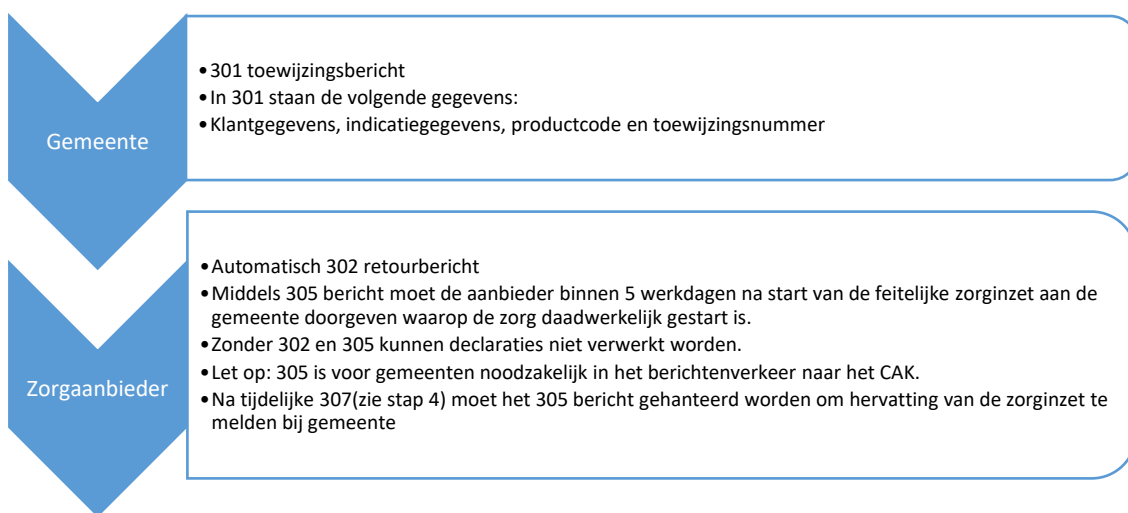 Gemeente
•301 toewijzingsbericht
•In 301 staan de volgende gegevens:
•Klantgegevens, indicatiegegevens, productcode en toewijzingsnummer
Zorgaanbieder
•Automatisch 302 retourbericht
•Middels 305 bericht moet de aanbieder binnen 5 werkdagen na start van de feitelijke zorginzet aan de
gemeente doorgeven waarop de zorg daadwerkelijk gestart is.
•Zonder 302 en 305 kunnen declaraties niet verwerkt worden.
•Let op: 305 is voor gemeenten noodzakelijk in het berichtenverkeer naar het CAK.
•Na tijdelijke 307(zie stap 4) moet het 305 bericht gehanteerd worden om hervatting van de zorginzet te
melden bij gemeente